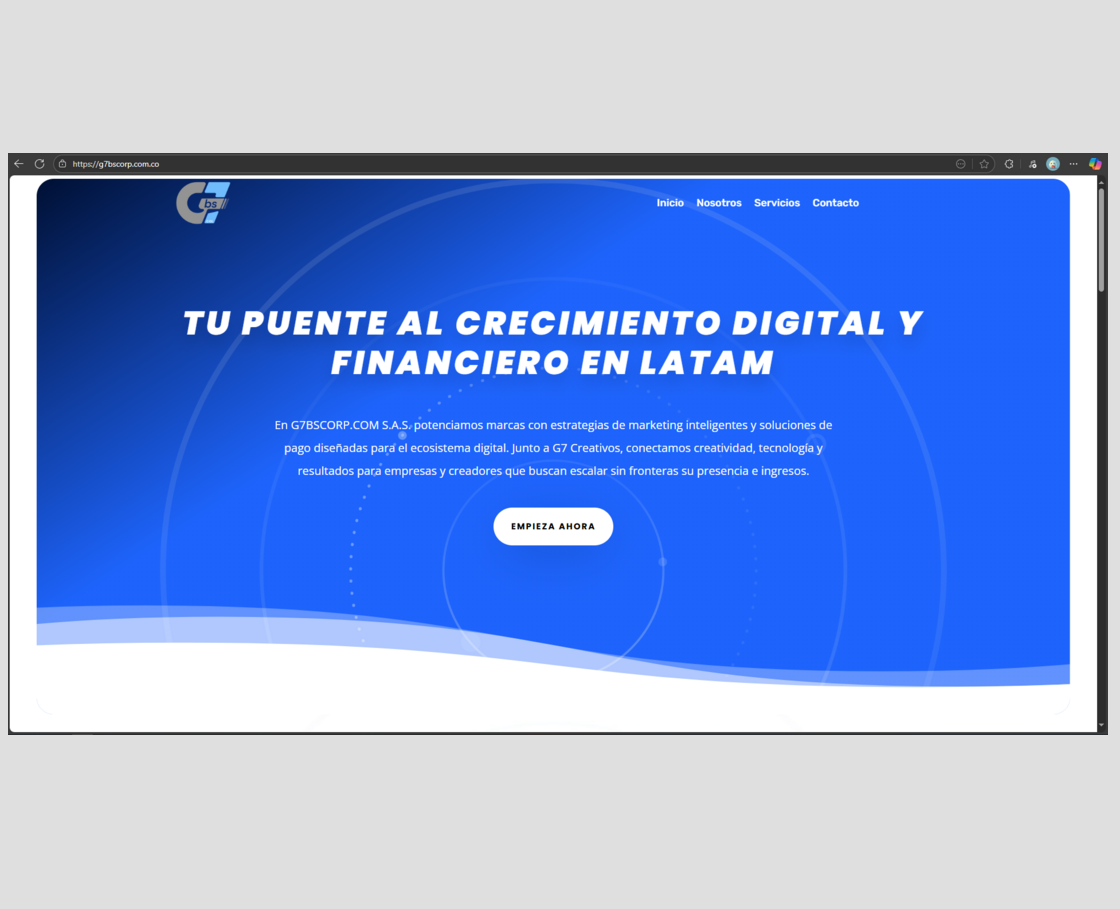 https://g7bscorp.com.co
G7 bs
Inicio Nosotros Servicios Contacto
TU PUENTE AL CRECIMIENTO DIGITAL Y
FINANCIERO EN LATAM
En G7BSCORP.COM S.A.S. potenciamos marcas con estrategias de marketing inteligentes y soluciones de
pago diseñadas para el ecosistema digital. Junto a G7 Creativos, conectamos creatividad, tecnología y
resultados para empresas y creadores que buscan escalar sin fronteras su presencia e ingresos.
EMPIEZA AHORA